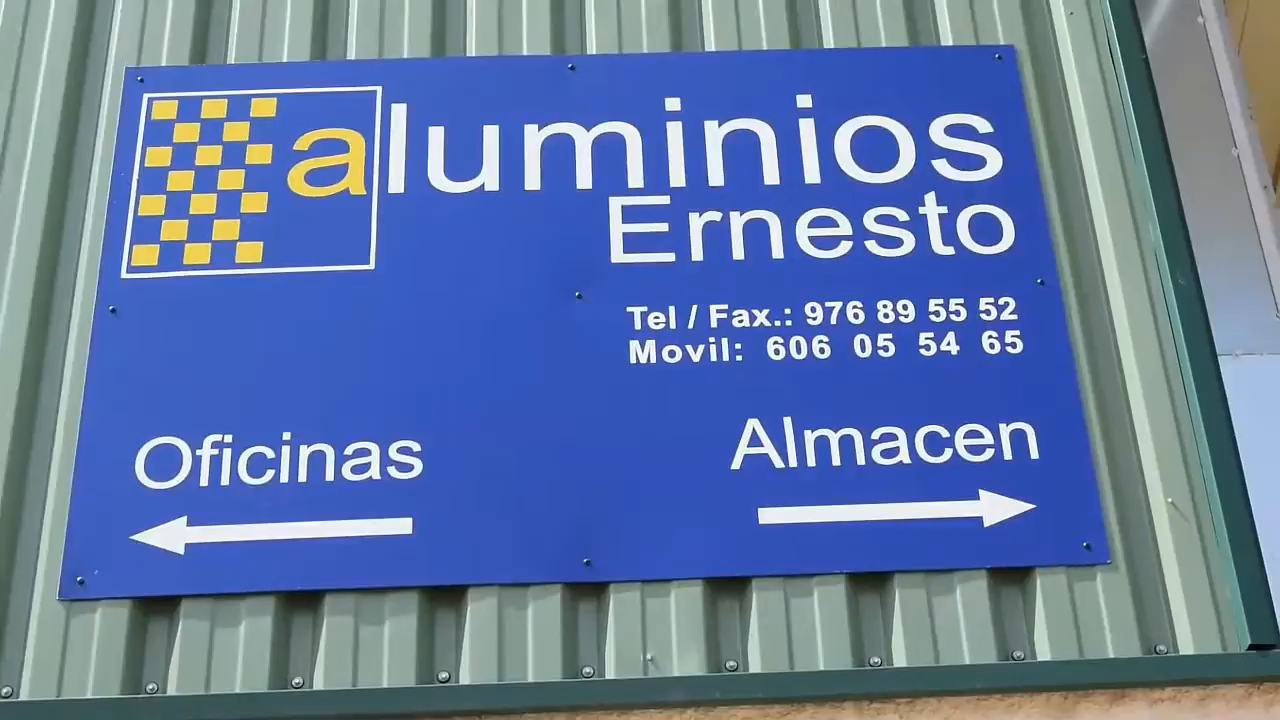 aluminios
Ernesto
Tel / Fax.: 976 89 55 52
Movil: 606 05 54 65
Oficinas
Almacen